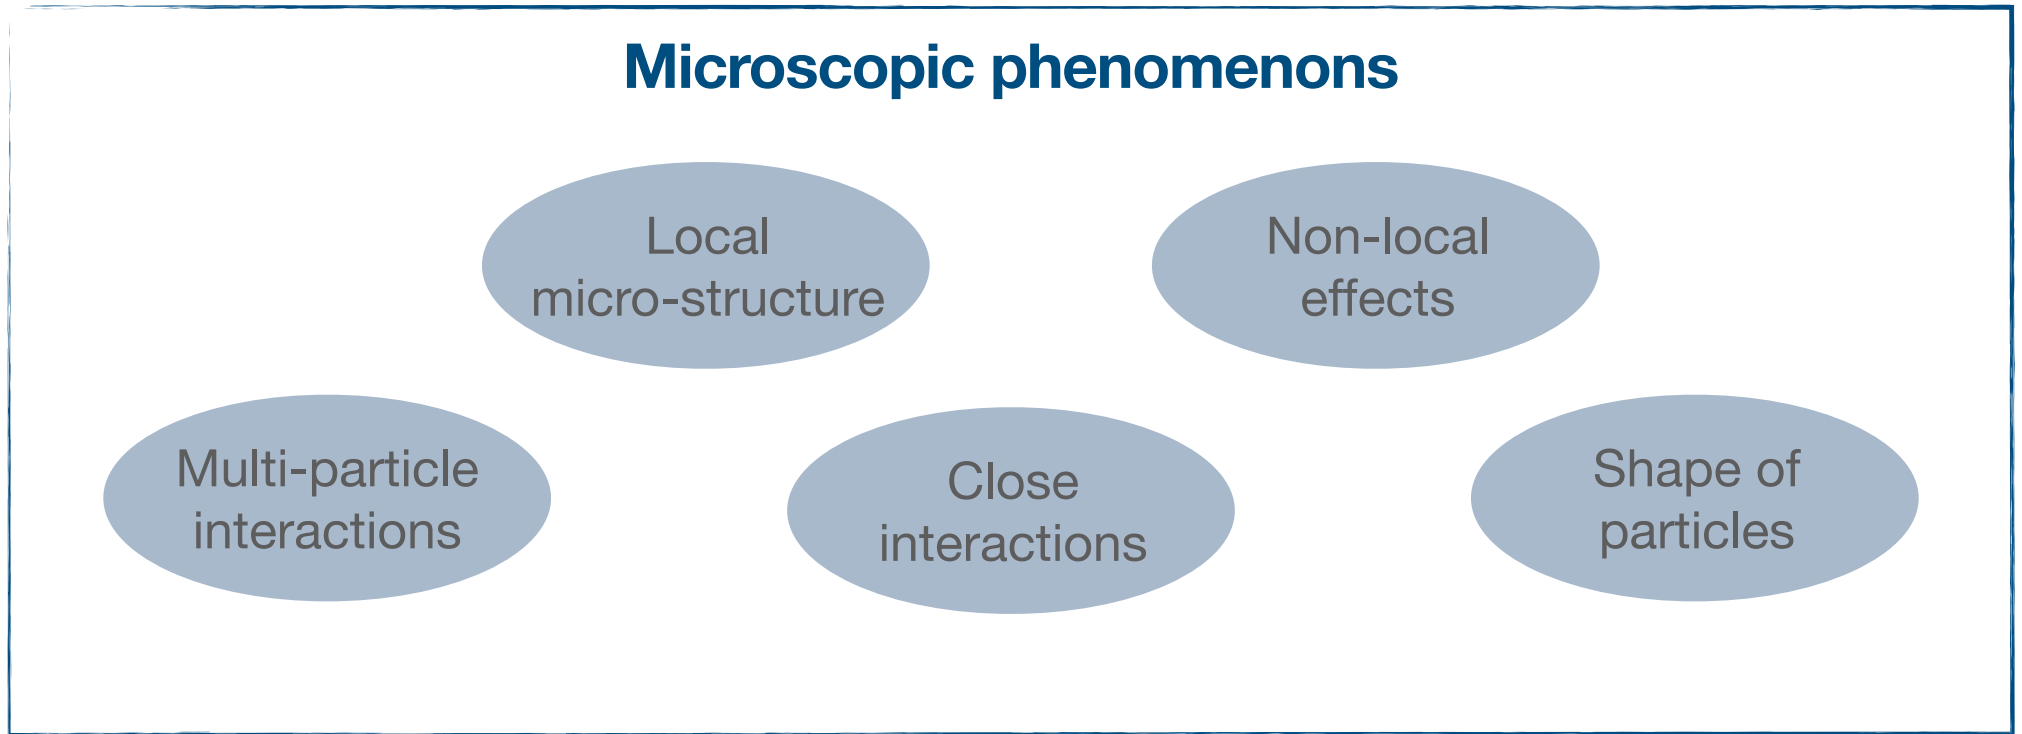 Microscopic phenomenons
Local
micro-structure
Non-local
effects
Multi-particle
interactions
Close
interactions
Shape of
particles